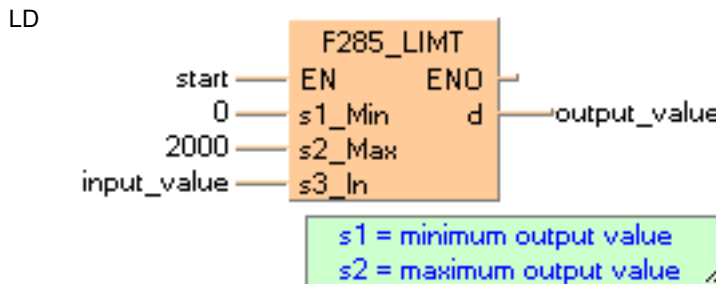 LD
F285_LIMT
start EN ENO
0 s1_Min d output_value
2000 s2_Max
input_value s3_In
s1 = minimum output value
s2 = maximum output value